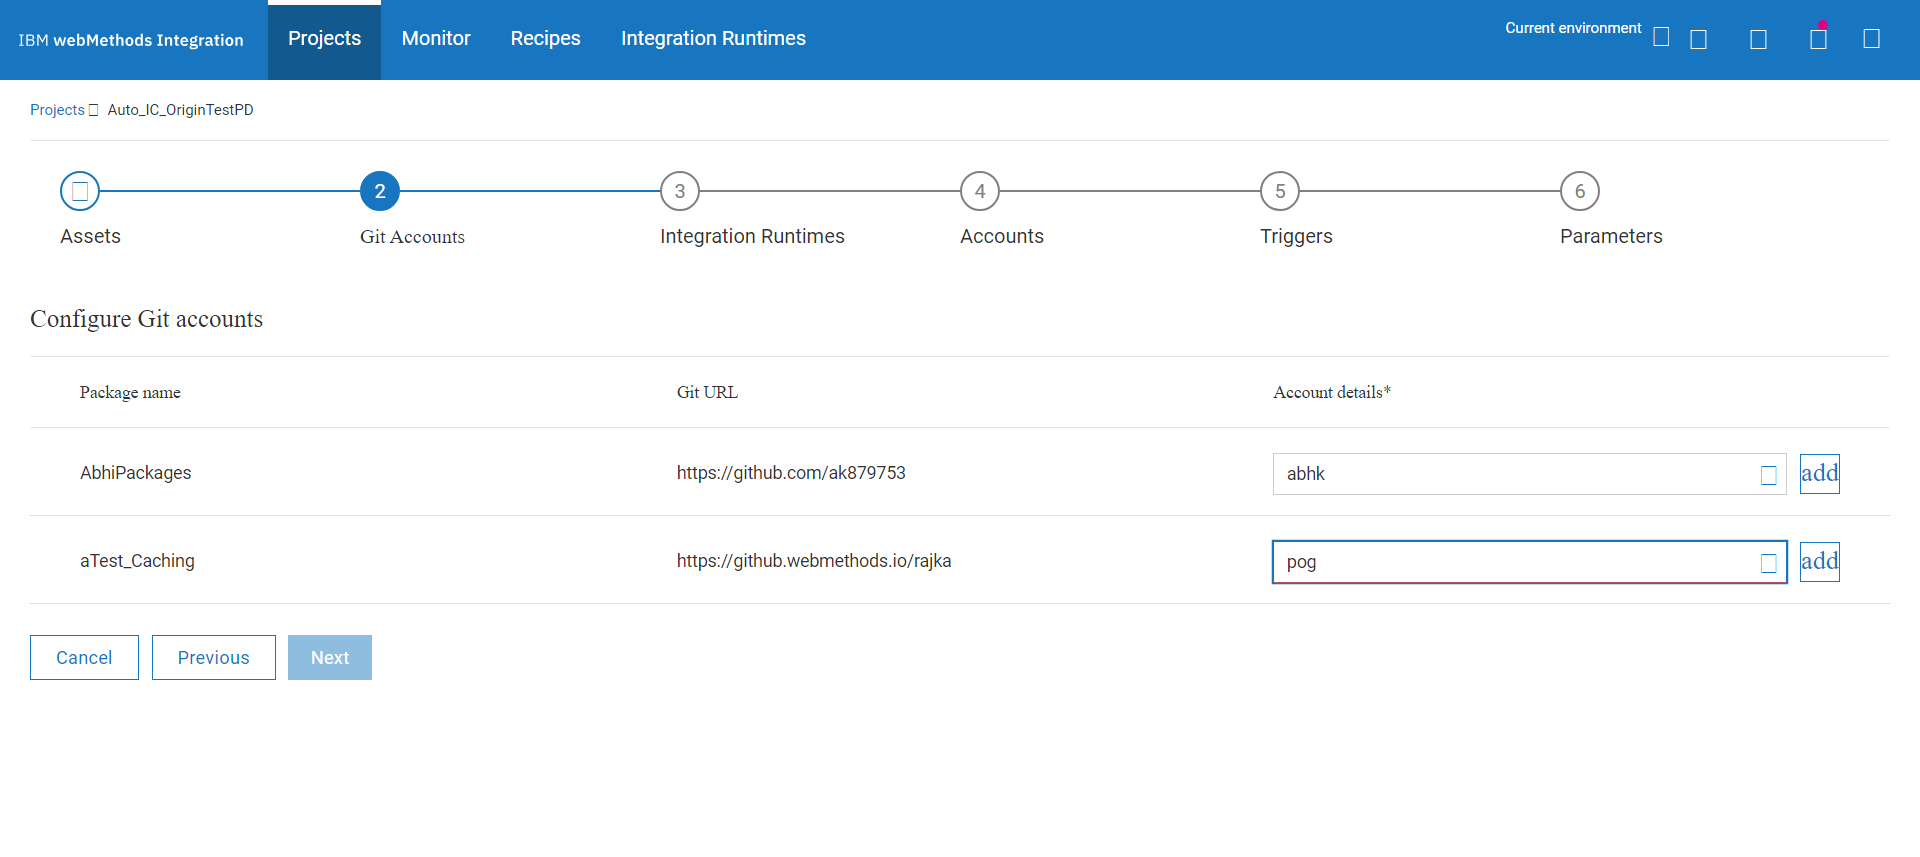 IBM webMethods Integration
Projects Monitor Recipes Integration Runtimes
Current environment
Projects Auto_IC_OriginTestPD
2 3 4 5 6
Assets Git Accounts Integration Runtimes Accounts Triggers Parameters
Configure Git accounts
Package name Git URL Account details*
AbhiPackages https://github.com/ak879753 abhk add
aTest_Caching https://github.webmethods.io/rajka pog add
Cancel Previous Next